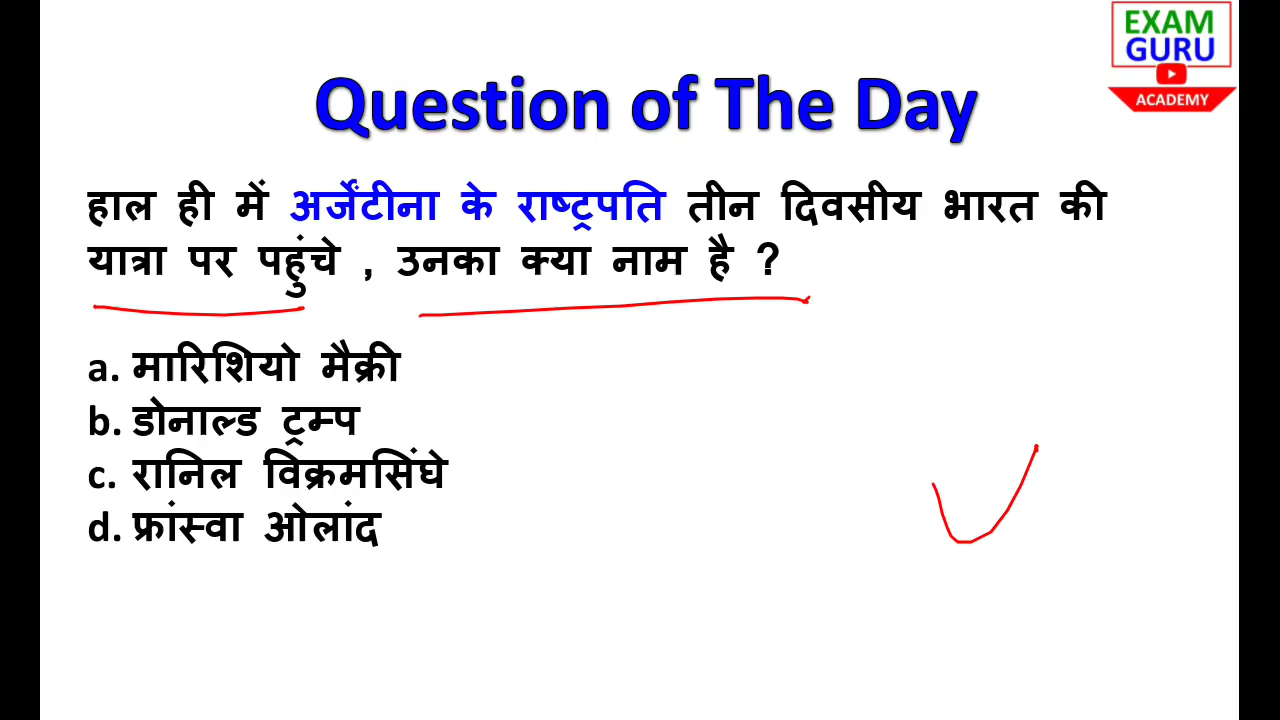 EXAM
GURU
ACADEMY
Question of The Day
हाल ही में अर्जेंटीना के राष्ट्रपति तीन दिवसीय भारत की
यात्रा पर पहुंचे , उनका क्या नाम है ?
a. मारिशियो मैक्री
b. डोनाल्ड ट्रम्प
c. रानिल विक्रमसिंघे
d. फ्रांस्वा ओलांद